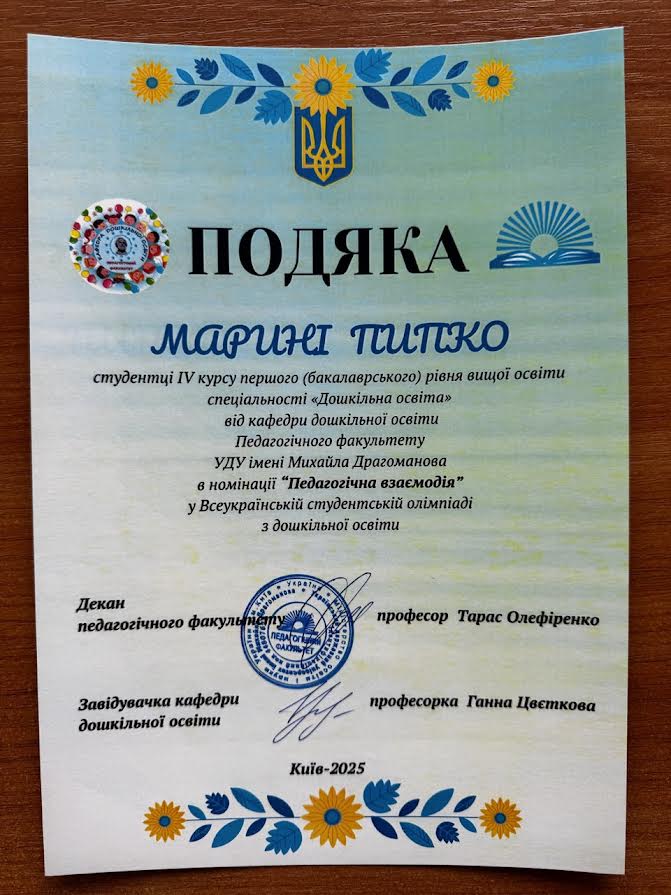 ПОДЯКА
МАРИНІ ПИПКО
студентці IV курсу першого (бакалаврського) рівня вищої освіти
спеціальності «Дошкільна освіта»
від кафедри дошкільної освіти
Педагогічного факультету
УДУ імені Михайла Драгоманова
в номінації “Педагогічна взаємодія”
у Всеукраїнській студентській олімпіаді
з дошкільної освіти
Декан
педагогічного факультету
професор Тарас Олефіренко
ПЕДАГОГІЧНИЙ
ФАКУЛЬТЕТ
Завідувачка кафедри
дошкільної освіти
професорка Ганна Цвєткова
Київ-2025